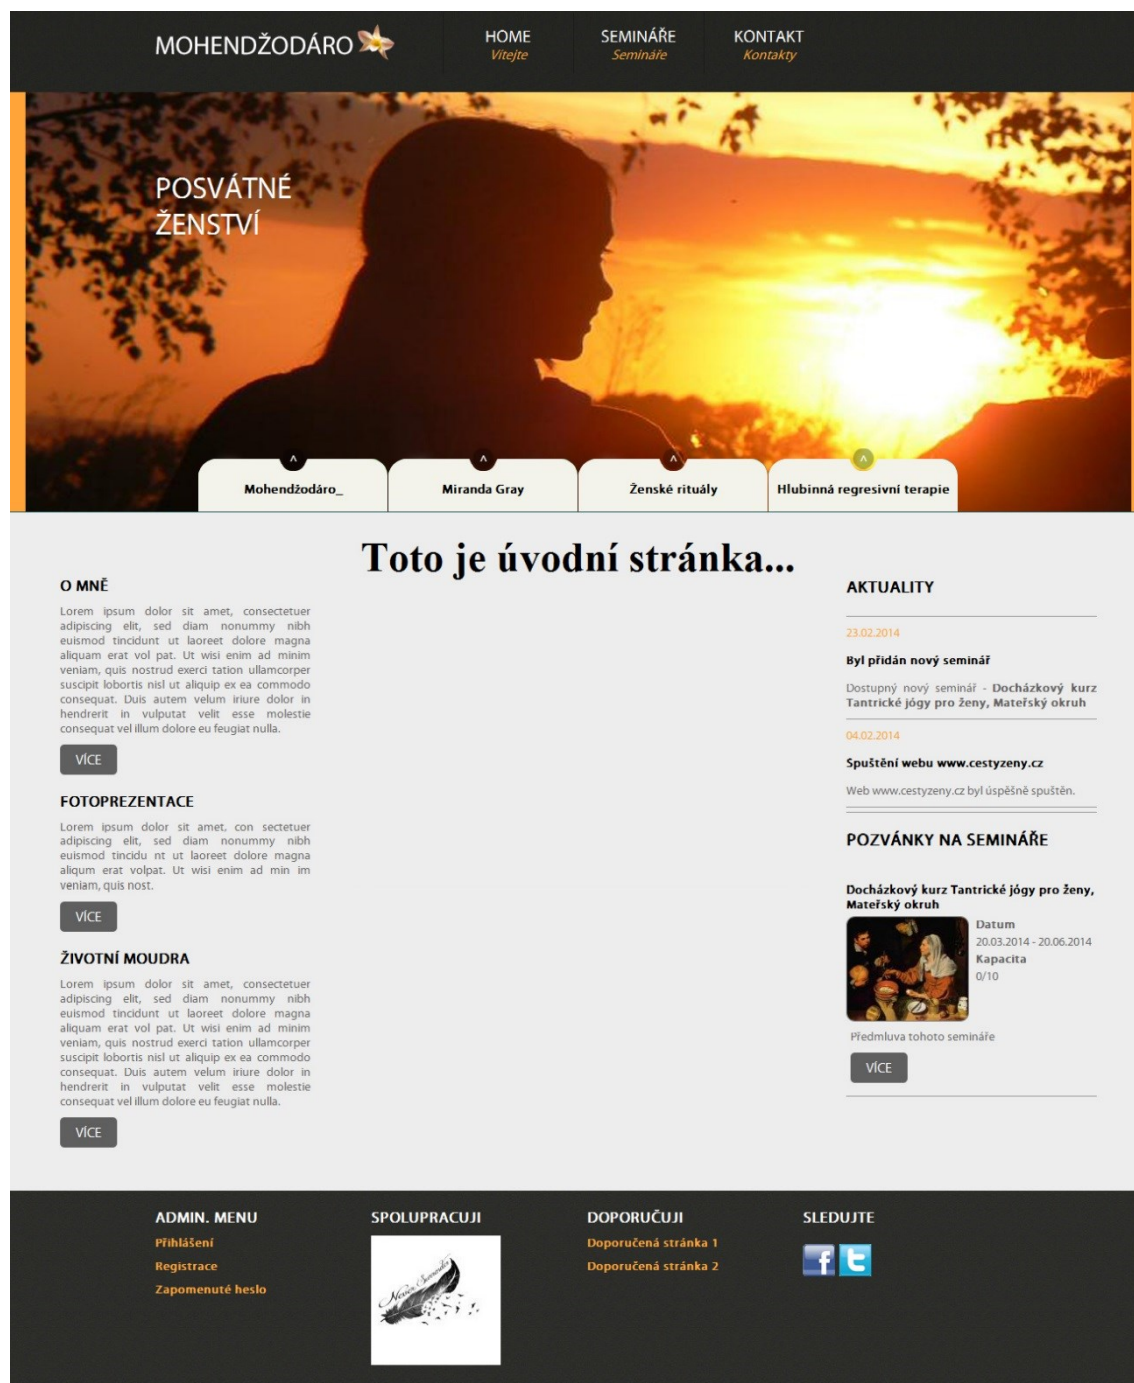 MOHENDŽODÁRO
HOME
Vítejte
SEMINÁŘE
Semináře
KONTAKT
Kontakty
POSVÁTNÉ
ŽENSTVÍ
^ ^ ^ ^
Mohendžodáro_
Miranda Gray
Ženské rituály
Hlubinná regresivní terapie
Toto je úvodní stránka...
O MNĚ
Lorem ipsum dolor sit amet, consectetuer
adipiscing elit, sed diam nonummy nibh
euismod tincidunt ut laoreet dolore magna
aliquam erat vol pat. Ut wisi enim ad minim
veniam, quis nostrud exerci tation ullamcorper
suscipit lobortis nisl ut aliquip ex ea commodo
consequat. Duis autem velum iriure dolor in
hendrerit in vulputat velit esse molestie
consequat vel illum dolore eu feugiat nulla.
VÍCE
FOTOPREZENTACE
Lorem ipsum dolor sit amet, con sectetuer
adipiscing elit, sed diam nonummy nibh
euismod tincidu nt ut laoreet dolore magna
aliqum erat volpat. Ut wisi enim ad min im
veniam, quis nost.
VÍCE
ŽIVOTNÍ MOUDRA
Lorem ipsum dolor sit amet, consectetuer
adipiscing elit, sed diam nonummy nibh
euismod tincidunt ut laoreet dolore magna
aliquam erat vol pat. Ut wisi enim ad minim
veniam, quis nostrud exerci tation ullamcorper
suscipit lobortis nisl ut aliquip ex ea commodo
consequat. Duis autem velum iriure dolor in
hendrerit in vulputat velit esse molestie
consequat vel illum dolore eu feugiat nulla.
VÍCE
AKTUALITY
23.02.2014
Byl přidán nový seminář
Dostupný nový seminář - Docházkový kurz
Tantrické jógy pro ženy, Mateřský okruh
04.02.2014
Spuštění webu www.cestyzeny.cz
Web www.cestyzeny.cz byl úspěšně spuštěn.
POZVÁNKY NA SEMINÁŘE
Docházkový kurz Tantrické jógy pro ženy,
Mateřský okruh
Datum
20.03.2014 - 20.06.2014
Kapacita
0/10
Předmluva tohoto semináře
VÍCE
ADMIN. MENU
Přihlášení
Registrace
Zapomenuté heslo
SPOLUPRACUJI
Never Surrender
DOPORUČUJI
Doporučená stránka 1
Doporučená stránka 2
SLEDUJTE
f t